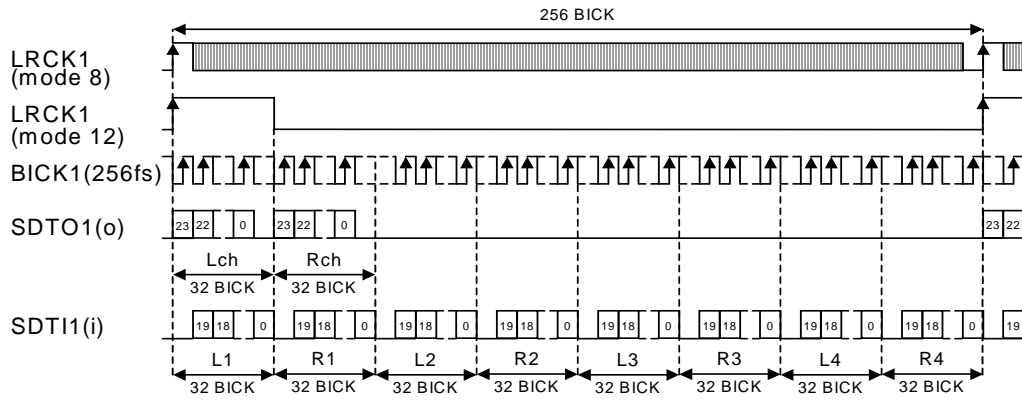 256 BICK
LRCK1
(mode 8)
LRCK1
(mode 12)
BICK1(256fs)
SDTO1(o)
23 22 0 23 22 0 23 22
Lch Rch
32 BICK 32 BICK
SDTI1(i)
19 18 0 19 18 0 19 18 0 19 18 0 19 18 0 19 18 0 19 18 0 19 18 0 19
L1 R1 L2 R2 L3 R3 L4 R4
32 BICK 32 BICK 32 BICK 32 BICK 32 BICK 32 BICK 32 BICK 32 BICK